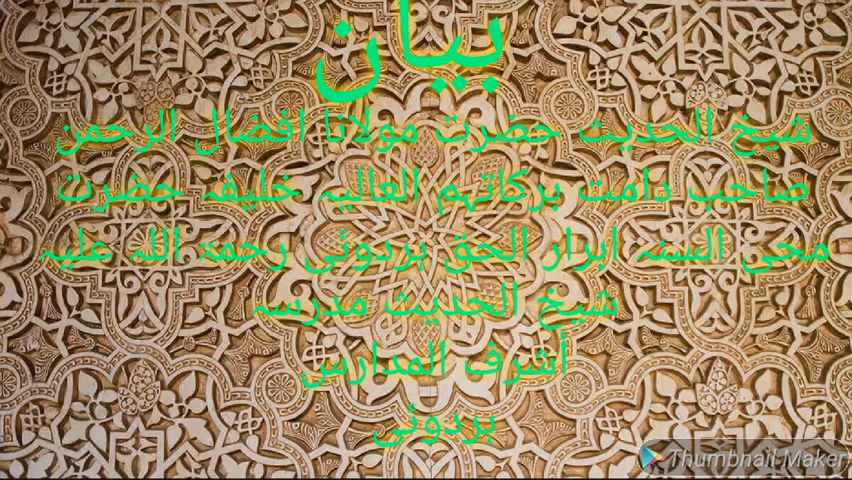 بیان
شیخ الحدیث حضرت مولانا افضال الرحمن
صاحب دامت برکاتہم العالیہ خلیفہ حضرت
محی السنہ ابرار الحق ہردوئی رحمۃ اللہ علیہ
شیخ الحدیث مدرسہ
أشرف المدارس
ہردوئی
Thumbnail Maker